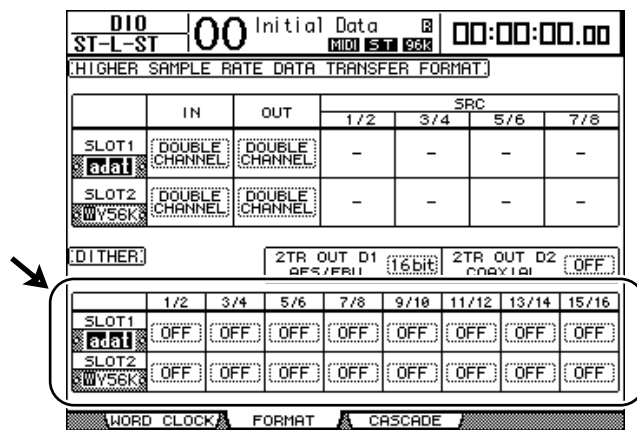 DIO
ST-L-ST
00
Initial Data
MIDI ST 96K
00:00:00.00
HIGHER SAMPLE RATE DATA TRANSFER FORMAT
IN OUT SRC
1/2 3/4 5/6 7/8
SLOT1 DOUBLE CHANNEL DOUBLE CHANNEL – – – –
adat
SLOT2 DOUBLE CHANNEL DOUBLE CHANNEL – – – –
WY56K
DITHER
2TR OUT D1 AES/EBU 16bit 2TR OUT D2 COAXIAL OFF
1/2 3/4 5/6 7/8 9/10 11/12 13/14 15/16
SLOT1 OFF OFF OFF OFF OFF OFF OFF OFF
adat
SLOT2 OFF OFF OFF OFF OFF OFF OFF OFF
WY56K
WORD CLOCK FORMAT CASCADE